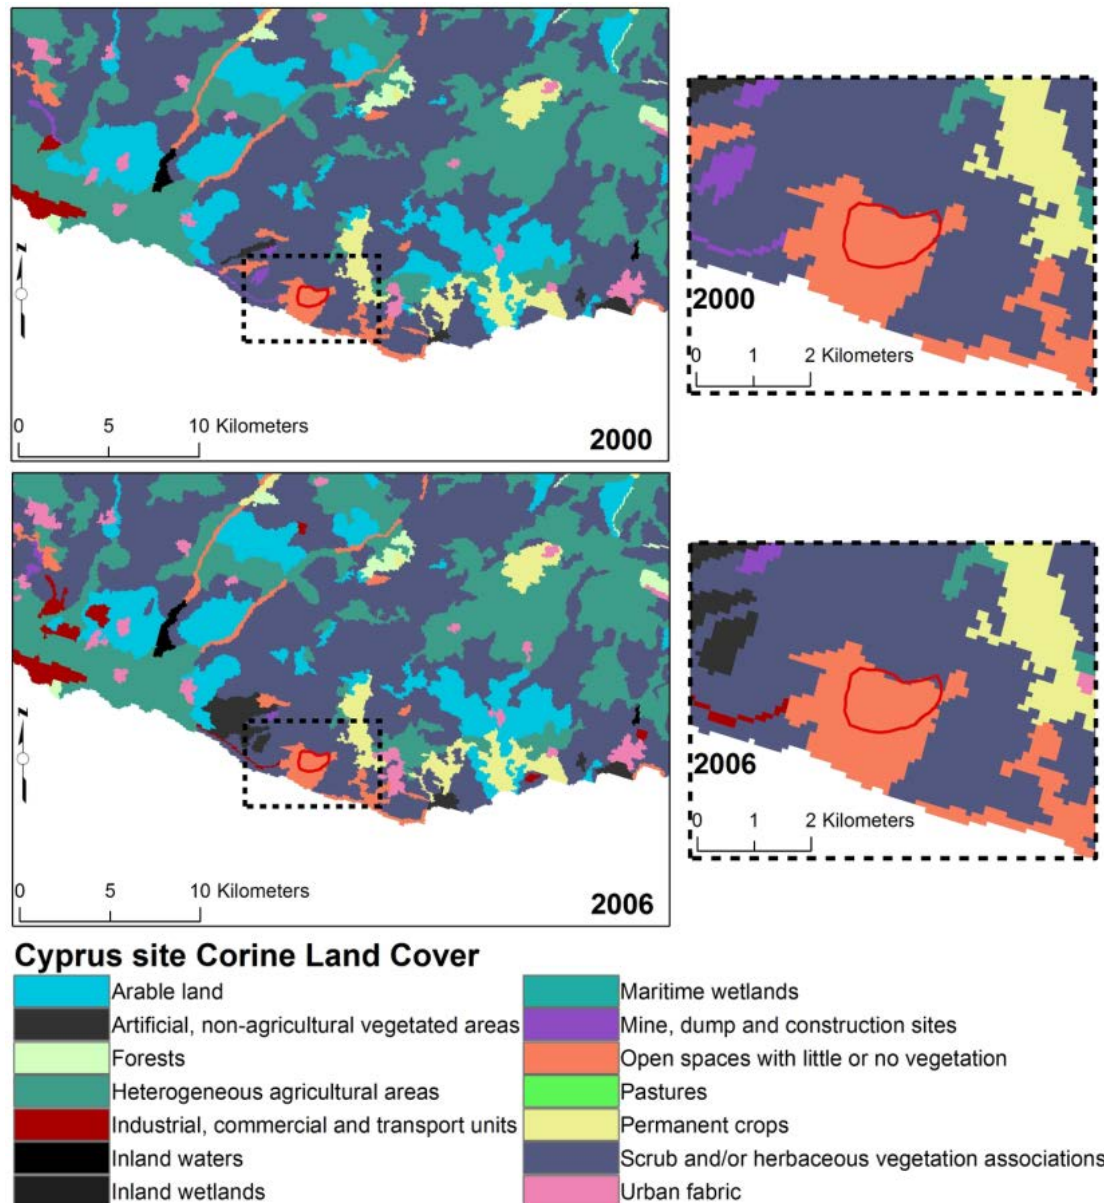 2000
0 5 10 Kilometers
2000
0 1 2 Kilometers
2006
0 5 10 Kilometers
2006
0 1 2 Kilometers
Cyprus site Corine Land Cover
Arable land
Artificial, non-agricultural vegetated areas
Forests
Heterogeneous agricultural areas
Industrial, commercial and transport units
Inland waters
Inland wetlands
Maritime wetlands
Mine, dump and construction sites
Open spaces with little or no vegetation
Pastures
Permanent crops
Scrub and/or herbaceous vegetation associations
Urban fabric